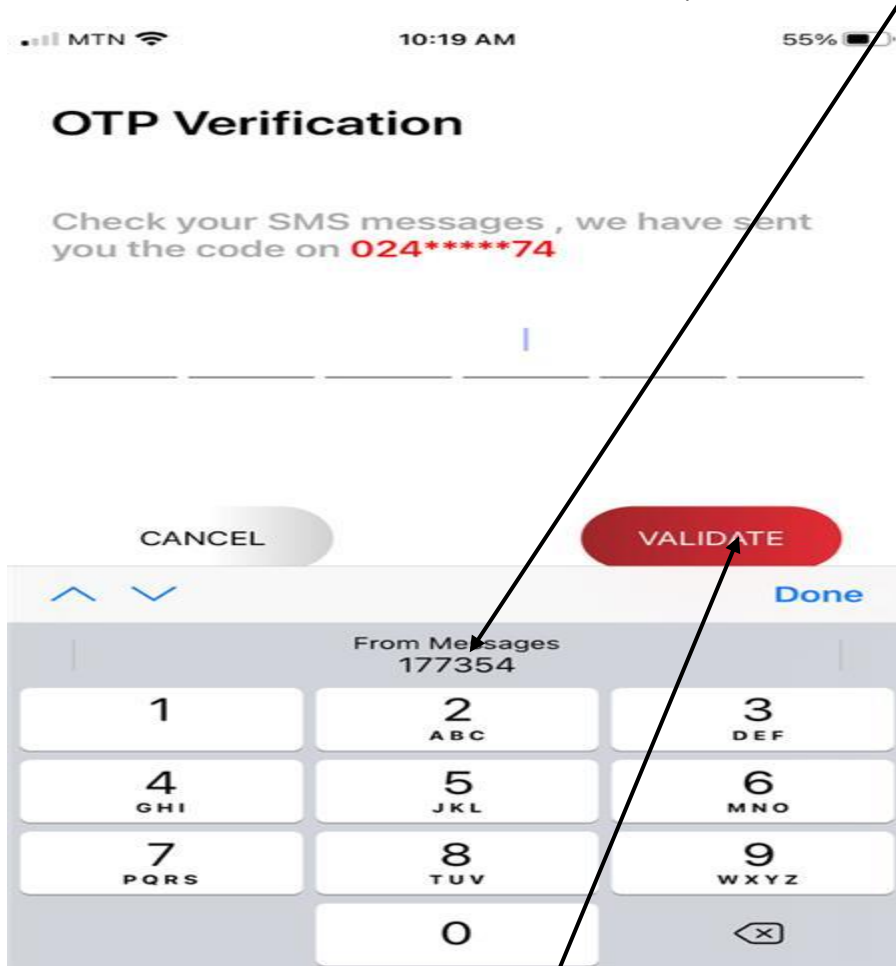 MTN 10:19 AM 55%
OTP Verification
Check your SMS messages , we have sent
you the code on 024*****74
CANCEL VALIDATE
Done
From Messages
177354
1 2 3
ABC DEF
4 5 6
GHI JKL MNO
7 8 9
PQRS TUV WXYZ
0